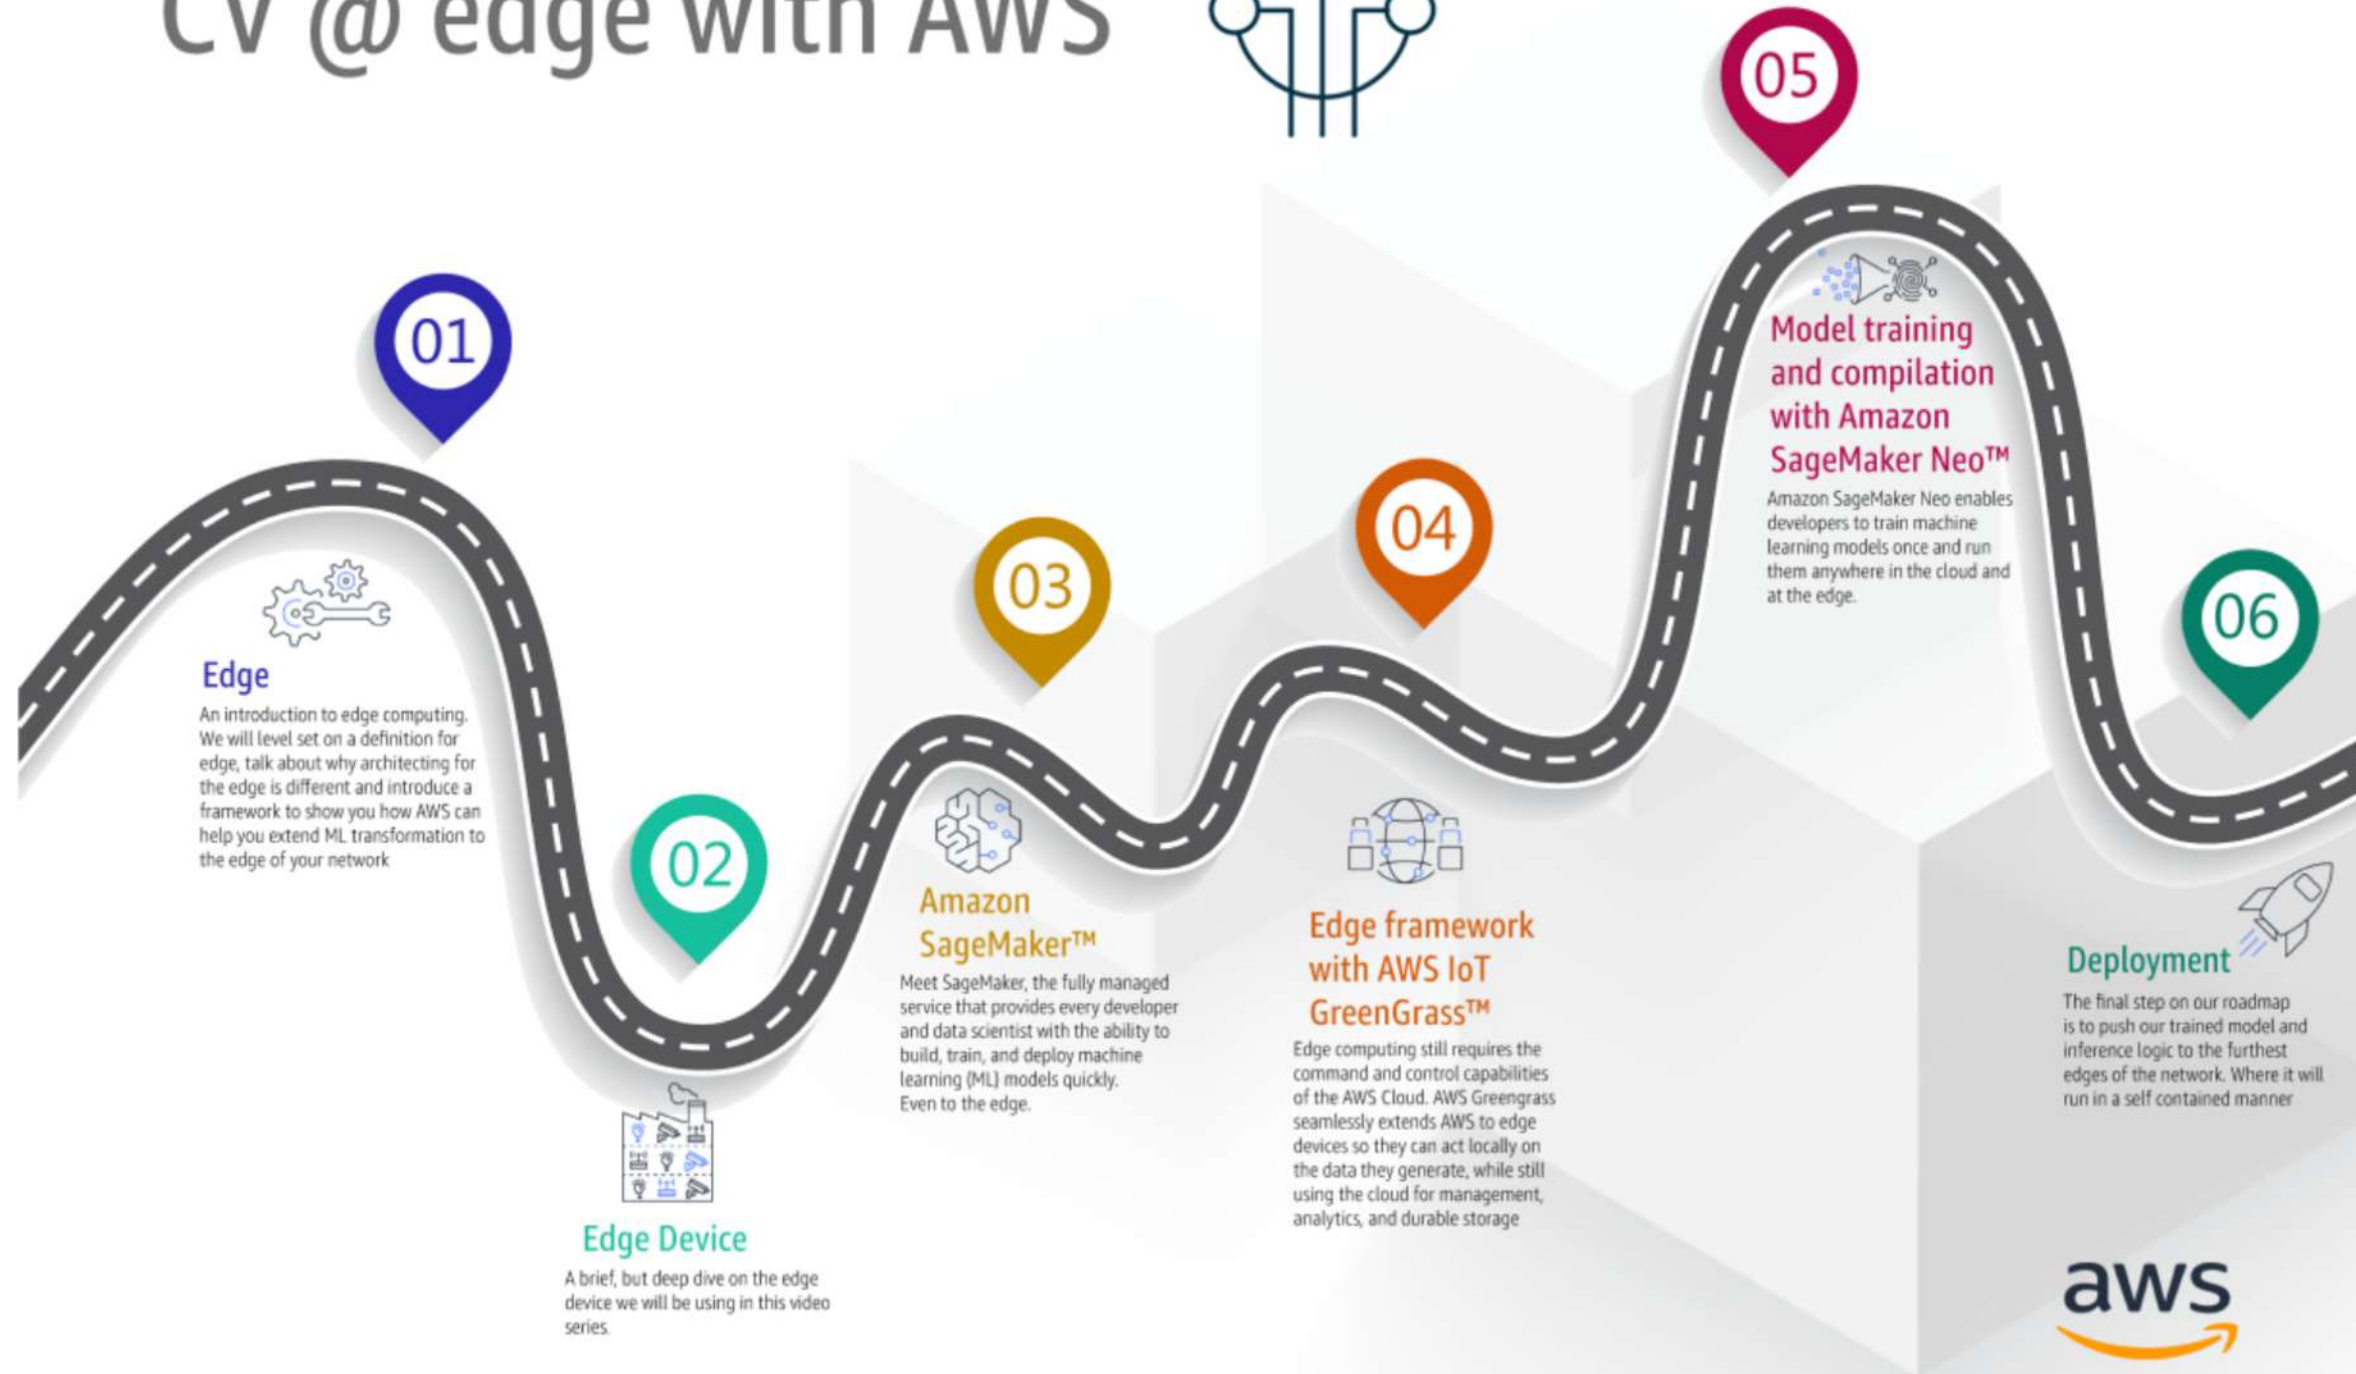 CV @ edge with AWS
01
Edge
An introduction to edge computing.
We will level set on a definition for
edge, talk about why architecting for
the edge is different and introduce a
framework to show you how AWS can
help you extend ML transformation to
the edge of your network
02
Edge Device
A brief, but deep dive on the edge
device we will be using in this video
series.
03
Amazon
SageMaker™
Meet SageMaker, the fully managed
service that provides every developer
and data scientist with the ability to
build, train, and deploy machine
learning (ML) models quickly.
Even to the edge.
04
Edge framework
with AWS IoT
GreenGrass™
Edge computing still requires the
command and control capabilities
of the AWS Cloud. AWS Greengrass
seamlessly extends AWS to edge
devices so they can act locally on
the data they generate, while still
using the cloud for management,
analytics, and durable storage
05
Model training
and compilation
with Amazon
SageMaker Neo™
Amazon SageMaker Neo enables
developers to train machine
learning models once and run
them anywhere in the cloud and
at the edge.
06
Deployment
The final step on our roadmap
is to push our trained model and
inference logic to the furthest
edges of the network. Where it will
run in a self contained manner
aws